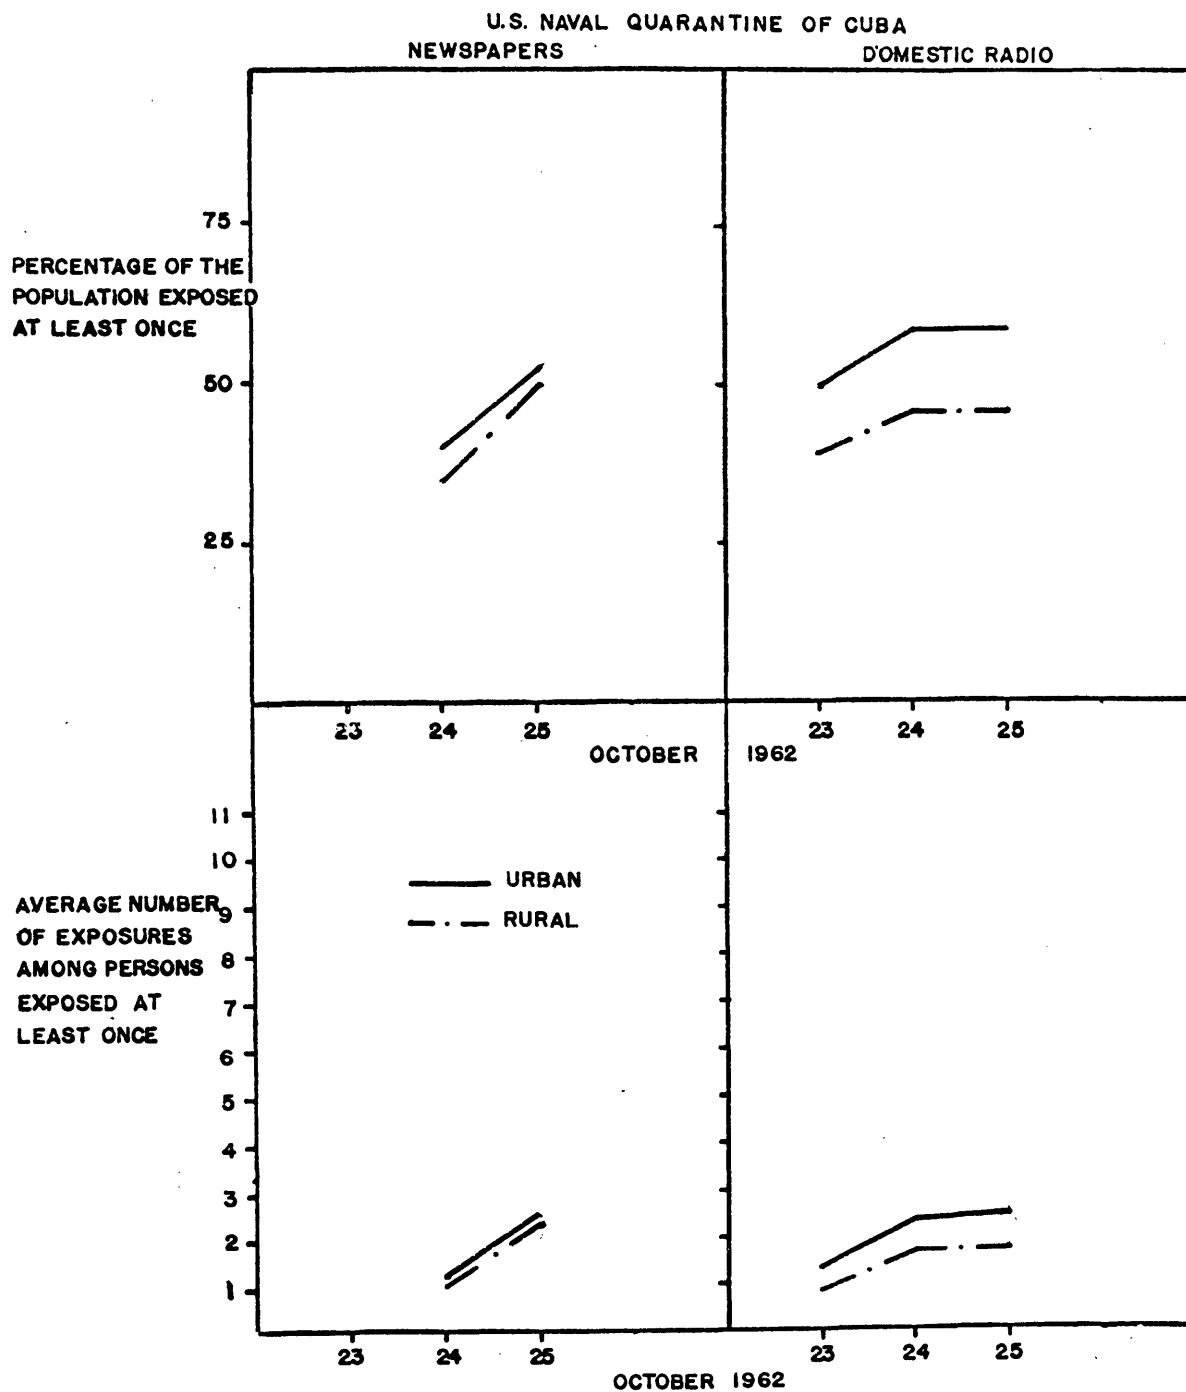 U.S. NAVAL QUARANTINE OF CUBA
NEWSPAPERS DOMESTIC RADIO
75
PERCENTAGE OF THE
POPULATION EXPOSED
AT LEAST ONCE
50
25
23 24 25 23 24 25
OCTOBER 1962
11
10
URBAN
AVERAGE NUMBER
9
RURAL
OF EXPOSURES
8
AMONG PERSONS
EXPOSED AT
7
LEAST ONCE
6
5
4
3
2
1
23 24 25 23 24 25
OCTOBER 1962